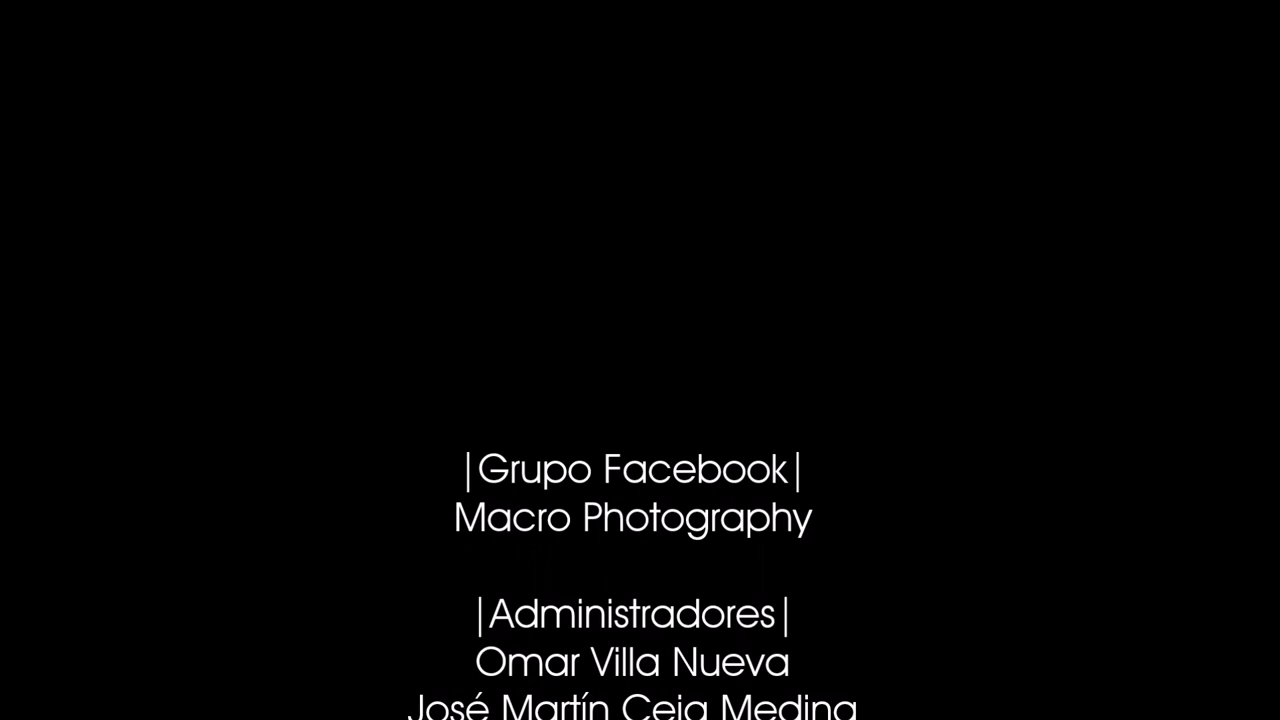 |Grupo Facebook|
Macro Photography
|Administradores|
Omar Villa Nueva
José Martín Ceja Medina